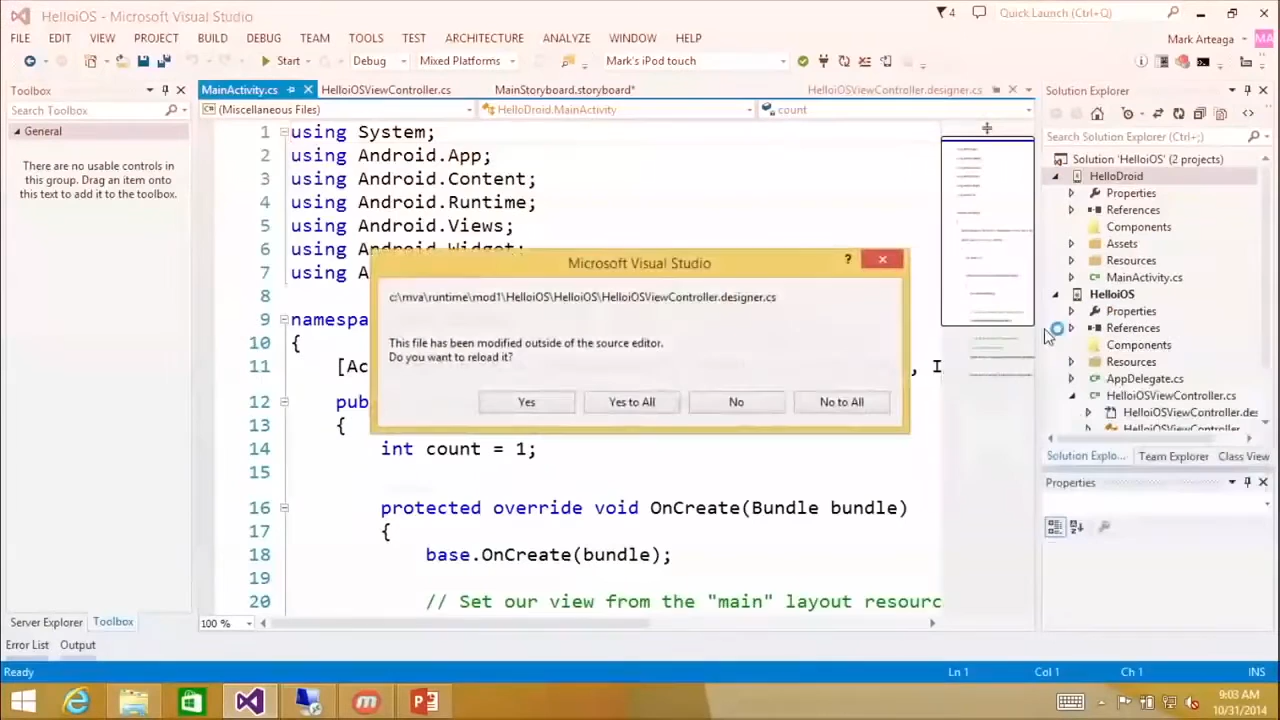 HelloiOS - Microsoft Visual Studio
4
Quick Launch (Ctrl+Q)
FILE EDIT VIEW PROJECT BUILD DEBUG TEAM TOOLS TEST ARCHITECTURE ANALYZE WINDOW HELP
Mark Arteaga
MA
Start
Debug
Mixed Platforms
Mark's iPod touch
Toolbox
Search Toolbox
General
There are no usable controls in
this group. Drag an item onto
this text to add it to the toolbox.
Server Explorer
Toolbox
Error List
Output
MainActivity.cs
HelloiOSViewController.cs
MainStoryboard.storyboard*
HelloiOSViewController.designer.cs
(Miscellaneous Files)
HelloDroid.MainActivity
count
1 using System;
2 using Android.App;
3 using Android.Content;
4 using Android.Runtime;
5 using Android.Views;
6 using Android.Widget;
7 using A
8
9 namespa
10 {
11 [Ac , I
12 pub
13 {
14 int count = 1;
15
16 protected override void OnCreate(Bundle bundle)
17 {
18 base.OnCreate(bundle);
19
20 // Set our view from the "main" layout resourc
100 %
Microsoft Visual Studio
?
c:\mva\runtime\mod1\HelloiOS\HelloiOS\HelloiOSViewController.designer.cs
This file has been modified outside of the source editor.
Do you want to reload it?
Yes
Yes to All
No
No to All
Solution Explorer
Search Solution Explorer (Ctrl+;)
Solution 'HelloiOS' (2 projects)
HelloDroid
Properties
References
Components
Assets
Resources
MainActivity.cs
HelloiOS
Properties
References
Components
Resources
AppDelegate.cs
HelloiOSViewController.cs
HelloiOSViewController.des
HelloiOSViewController
Solution Explo...
Team Explorer
Class View
Properties
Ready
Ln 1
Col 1
Ch 1
INS
9:03 AM
10/31/2014